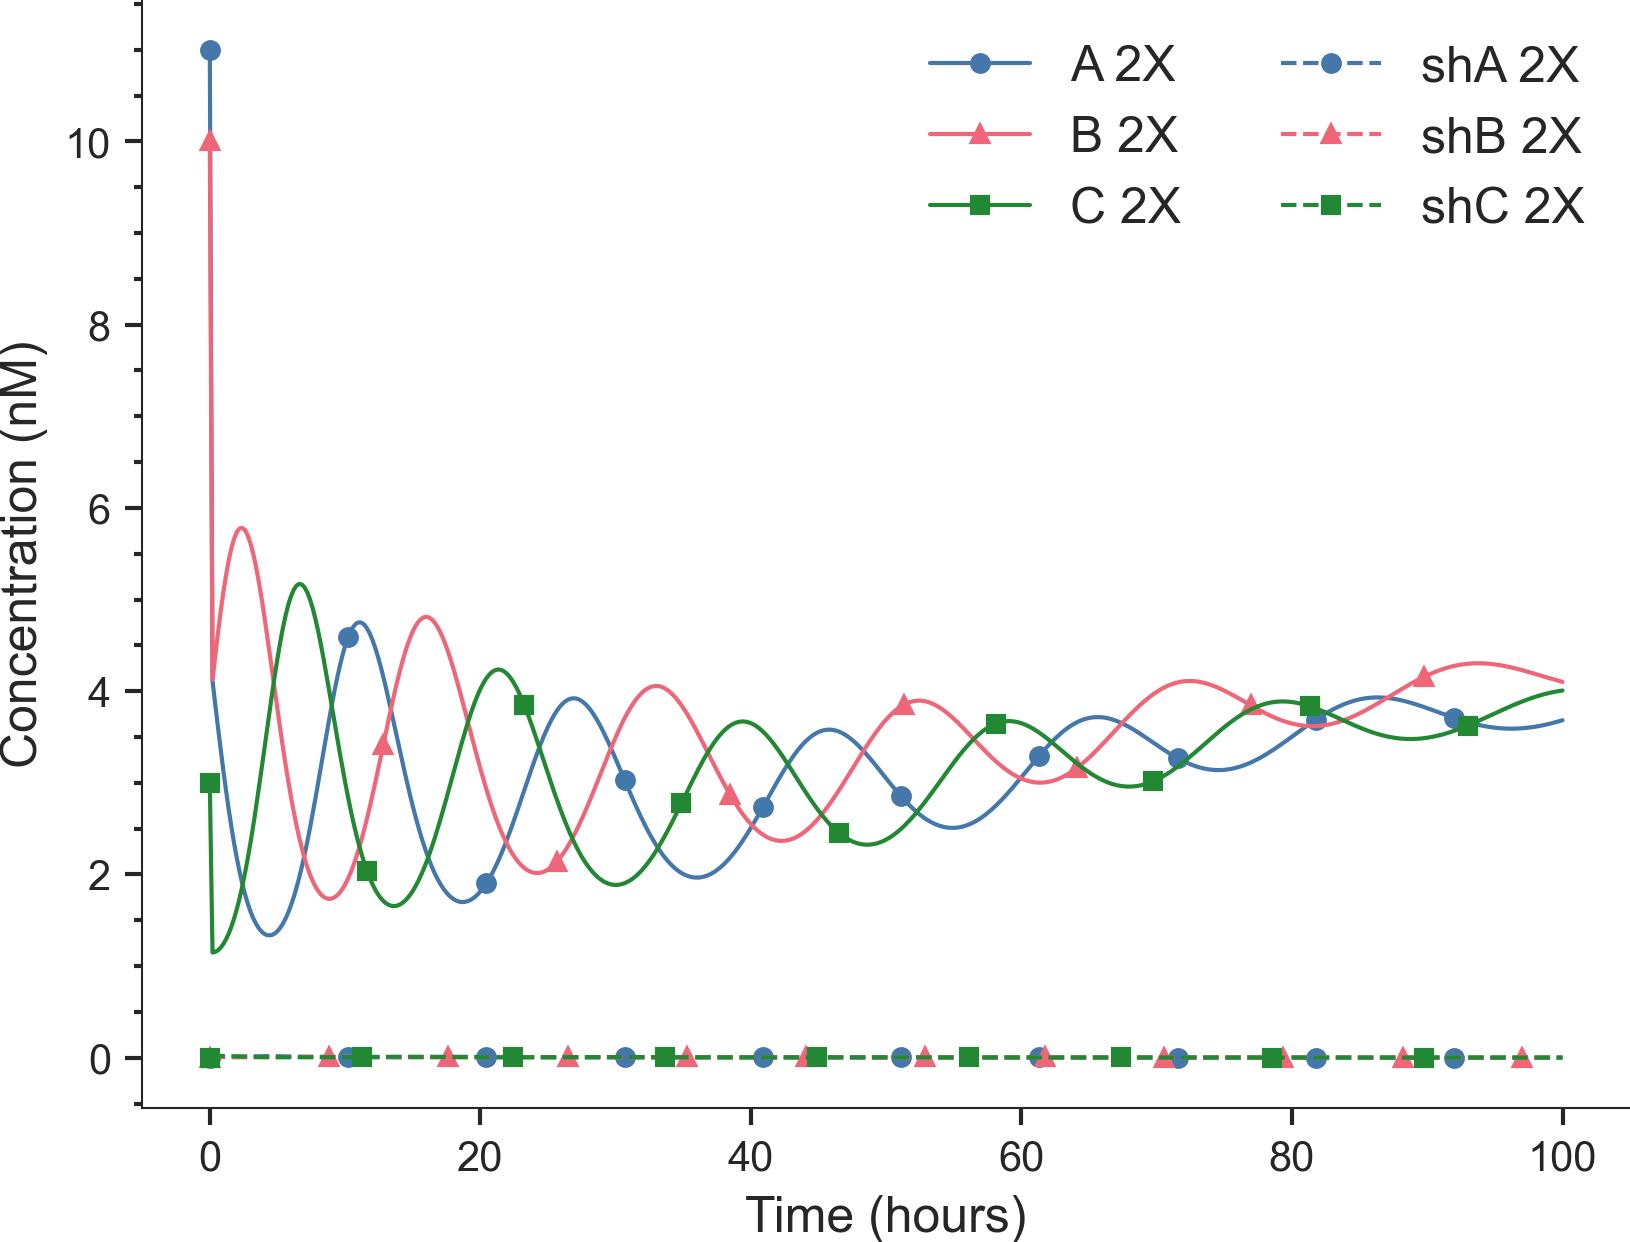 A 2X
B 2X
C 2X
shA 2X
shB 2X
shC 2X
Concentration (nM)
10
8
6
4
2
0
0 20 40 60 80 100
Time (hours)